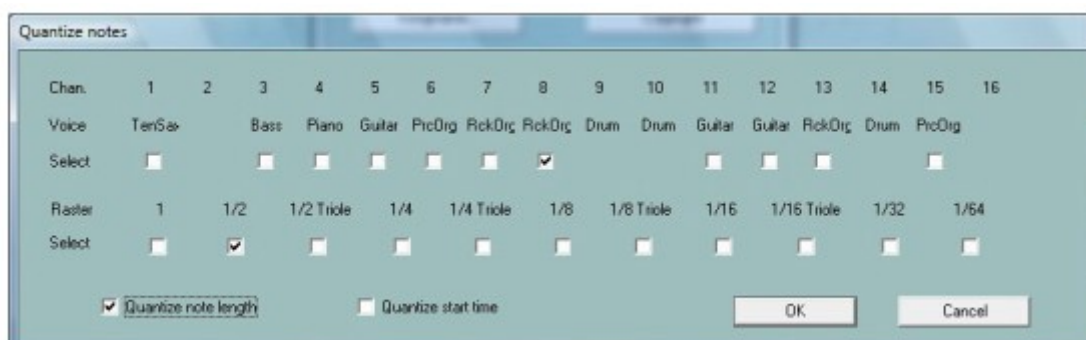 Quantize notes
Chan. 1 2 3 4 5 6 7 8 9 10 11 12 13 14 15 16
Voice TenSax Bass Piano Guitar PrcOrg RckOrg RckOrg Drum Drum Guitar Guitar RckOrg Drum PrcOrg
Select
Raster 1 1/2 1/2 Triole 1/4 1/4 Triole 1/8 1/8 Triole 1/16 1/16 Triole 1/32 1/64
Select
Quantize note length Quantize start time OK Cancel